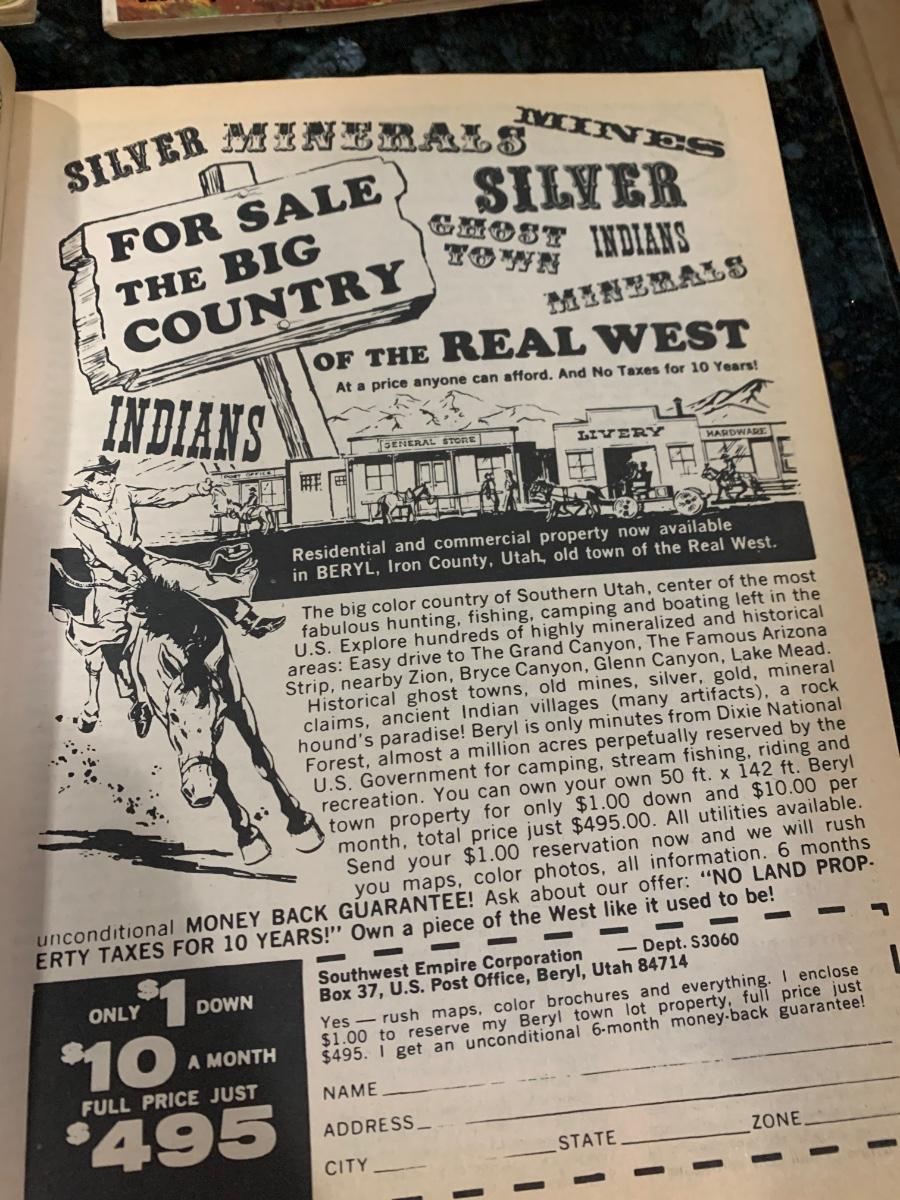 SILVER MINERALS MINES
FOR SALE
THE BIG
COUNTRY
SILVER
GHOST
TOWN
INDIANS
MINERALS
OF THE REAL WEST
At a price anyone can afford. And No Taxes for 10 Years!
INDIANS
POST OFFICE
GENERAL STORE
LIVERY
HARDWARE
Residential and commercial property now available
in BERYL, Iron County, Utah, old town of the Real West.
The big color country of Southern Utah, center of the most
fabulous hunting, fishing, camping and boating left in the
U.S. Explore hundreds of highly mineralized and historical
areas: Easy drive to The Grand Canyon, The Famous Arizona
Strip, nearby Zion, Bryce Canyon, Glenn Canyon, Lake Mead.
Historical ghost towns, old mines, silver, gold, mineral
claims, ancient Indian villages (many artifacts), a rock
hound's paradise! Beryl is only minutes from Dixie National
Forest, almost a million acres perpetually reserved by the
U.S. Government for camping, stream fishing, riding and
recreation. You can own your own 50 ft. x 142 ft. Beryl
town property for only $1.00 down and $10.00 per
month, total price just $495.00. All utilities available.
Send your $1.00 reservation now and we will rush
you maps, color photos, all information. 6 months
unconditional MONEY BACK GUARANTEE! Ask about our offer: "NO LAND PROP-
ERTY TAXES FOR 10 YEARS!" Own a piece of the West like it used to be!
ONLY $1 DOWN
$10 A MONTH
FULL PRICE JUST
$495
Southwest Empire Corporation — Dept. S3060
Box 37, U.S. Post Office, Beryl, Utah 84714
Yes — rush maps, color brochures and everything. I enclose
$1.00 to reserve my Beryl town lot property, full price just
$495. I get an unconditional 6-month money-back guarantee!
NAME
ADDRESS
CITY STATE ZONE